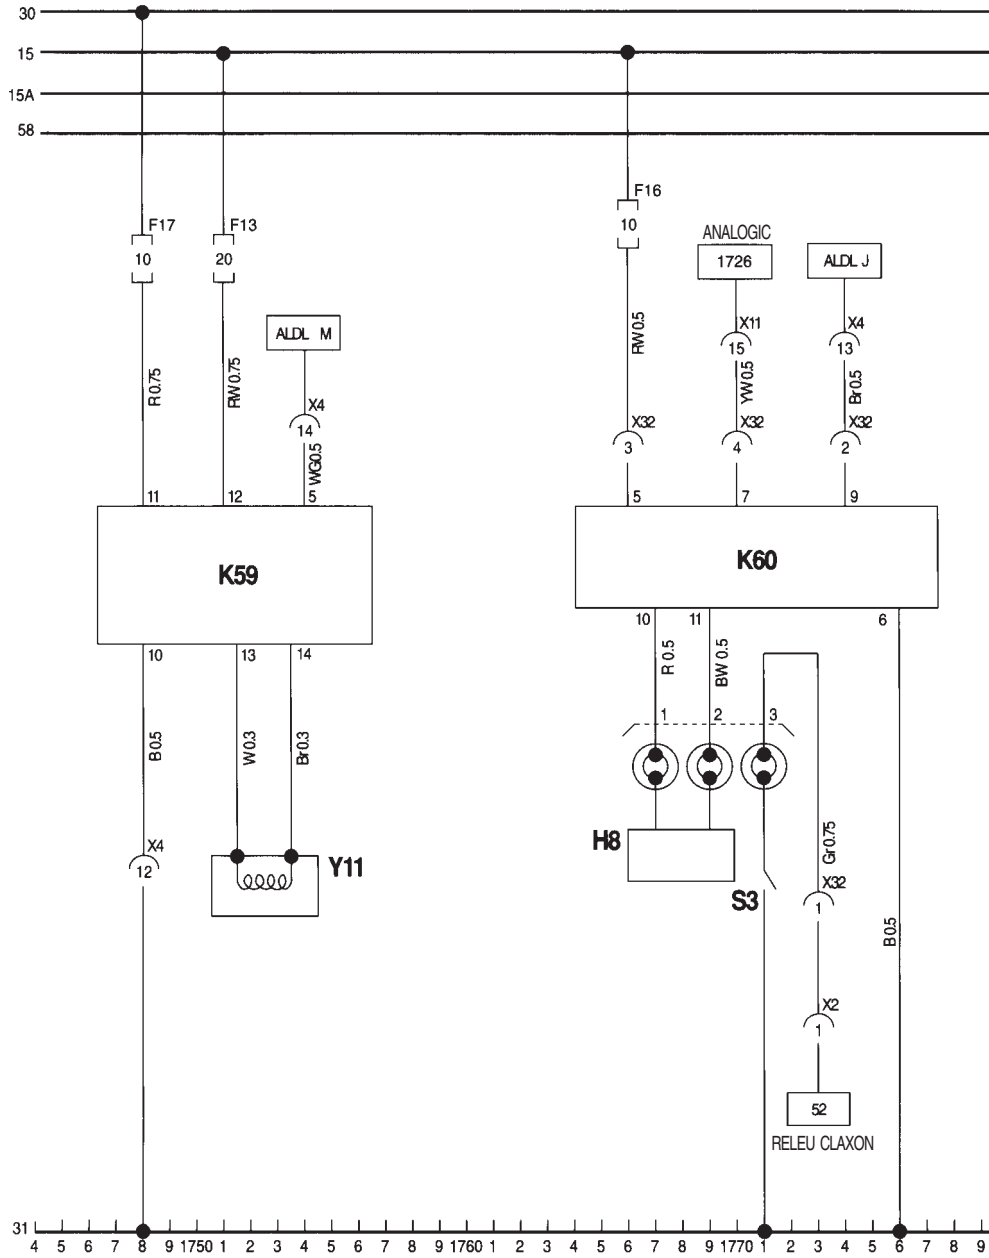 30
15
15A
58
F17
10
F13
20
F16
10
ANALOGIC
1726
ALDL J
ALDL M
X11
15
X4
13
R 0.75
RW 0.75
RW 0.5
YW 0.5
Br 0.5
X4
14
X32
3
X32
4
X32
2
WG0.5
11
12
5
5
7
9
K59
K60
10
13
14
10
11
6
R 0.5
BW 0.5
B 0.5
W 0.3
Br 0.3
1
2
3
X4
12
Y11
H8
S3
Gr 0.75
X32
1
B 0.5
X2
1
52
RELEU CLAXON
31
4 5 6 7 8 9 1750 1 2 3 4 5 6 7 8 9 1760 1 2 3 4 5 6 7 8 9 1770 1 2 3 4 5 6 7 8 9